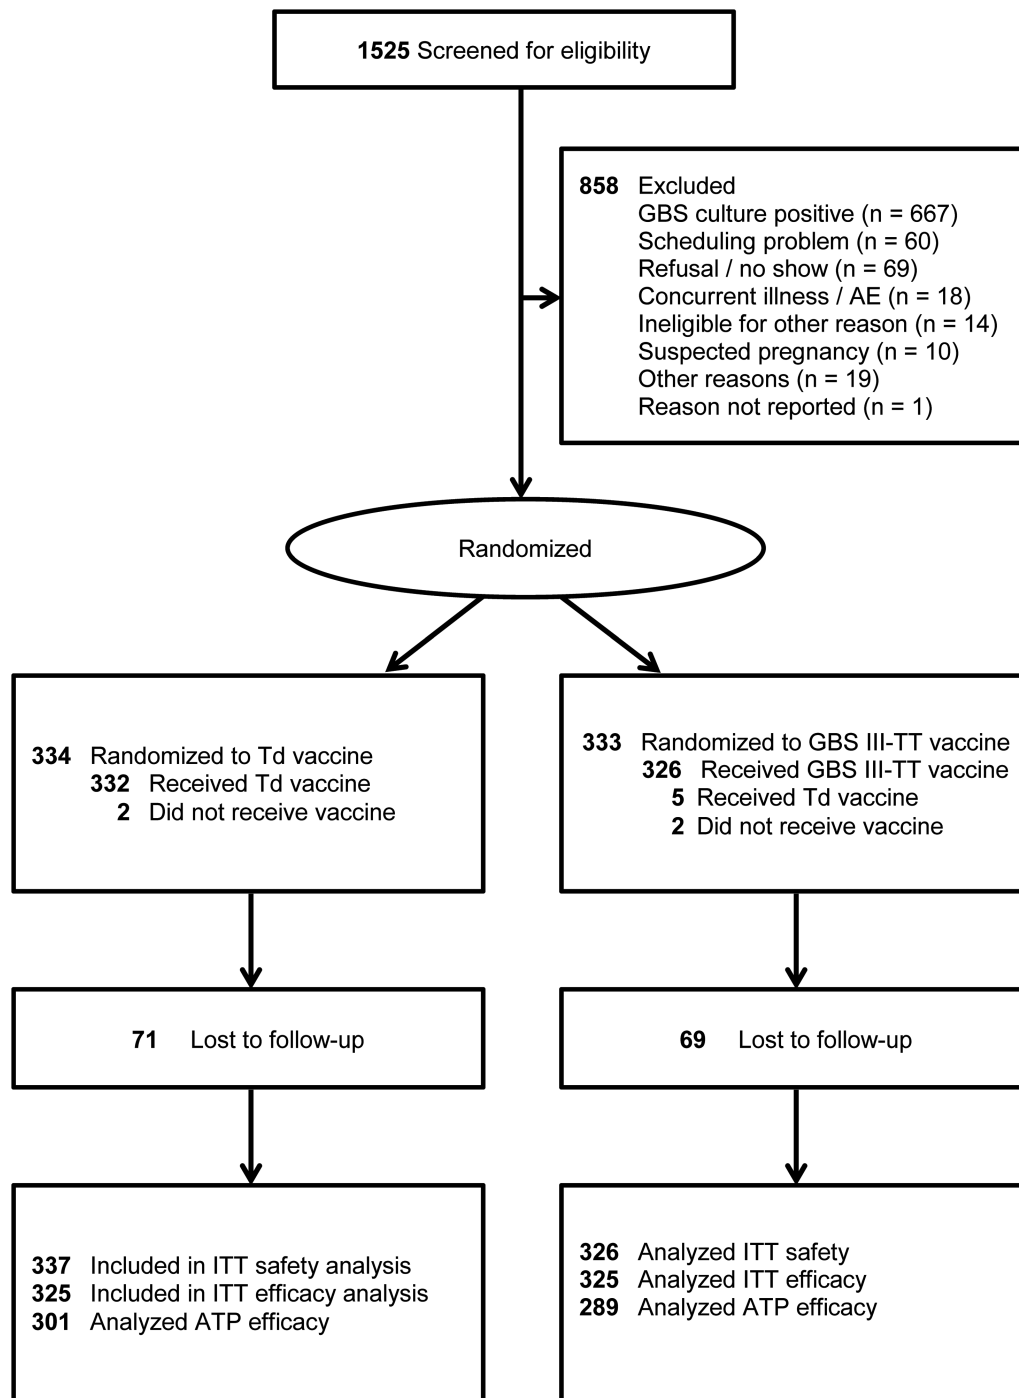 1525 Screened for eligibility
858 Excluded
GBS culture positive (n = 667)
Scheduling problem (n = 60)
Refusal / no show (n = 69)
Concurrent illness / AE (n = 18)
Ineligible for other reason (n = 14)
Suspected pregnancy (n = 10)
Other reasons (n = 19)
Reason not reported (n = 1)
Randomized
334 Randomized to Td vaccine
332 Received Td vaccine
2 Did not receive vaccine
333 Randomized to GBS III-TT vaccine
326 Received GBS III-TT vaccine
5 Received Td vaccine
2 Did not receive vaccine
71 Lost to follow-up
69 Lost to follow-up
337 Included in ITT safety analysis
325 Included in ITT efficacy analysis
301 Analyzed ATP efficacy
326 Analyzed ITT safety
325 Analyzed ITT efficacy
289 Analyzed ATP efficacy